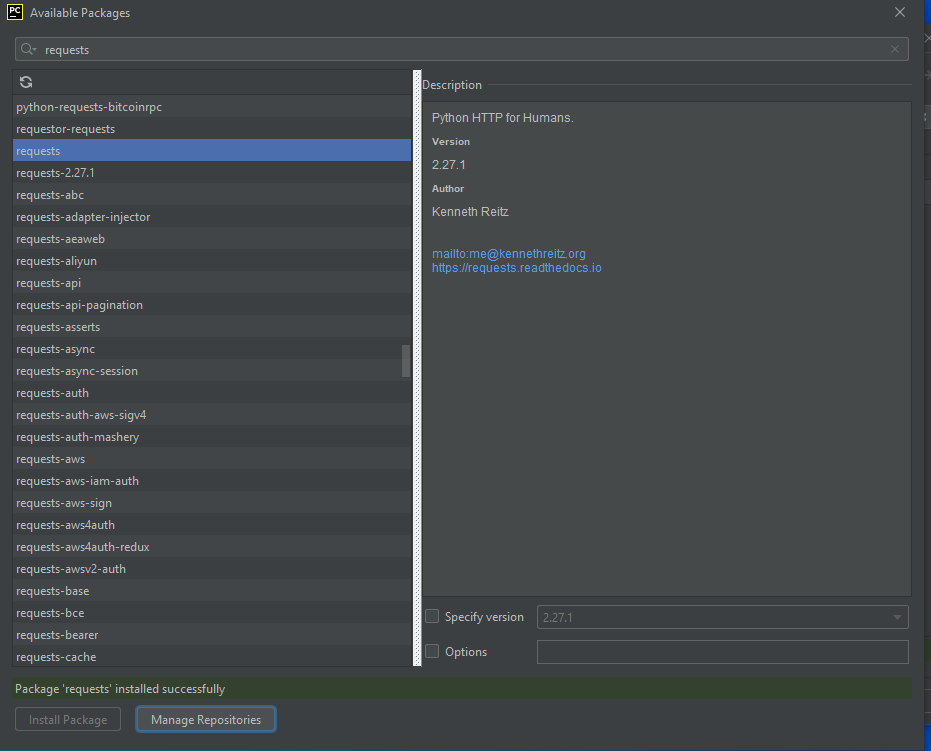 PC Available Packages
requests
python-requests-bitcoinrpc
requestor-requests
requests
requests-2.27.1
requests-abc
requests-adapter-injector
requests-aeaweb
requests-aliyun
requests-api
requests-api-pagination
requests-asserts
requests-async
requests-async-session
requests-auth
requests-auth-aws-sigv4
requests-auth-mashery
requests-aws
requests-aws-iam-auth
requests-aws-sign
requests-aws4auth
requests-aws4auth-redux
requests-awsv2-auth
requests-base
requests-bce
requests-bearer
requests-cache
Description
Python HTTP for Humans.
Version
2.27.1
Author
Kenneth Reitz
mailto:me@kennethreitz.org
https://requests.readthedocs.io
Specify version 2.27.1
Options
Package 'requests' installed successfully
Install Package Manage Repositories